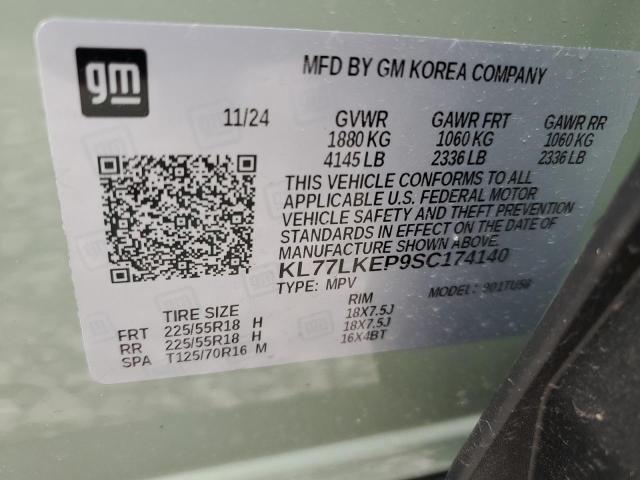 gm
MFD BY GM KOREA COMPANY
11/24 GVWR GAWR FRT GAWR RR
1880 KG 1060 KG 1060 KG
4145 LB 2336 LB 2336 LB
THIS VEHICLE CONFORMS TO ALL
APPLICABLE U.S. FEDERAL MOTOR
VEHICLE SAFETY AND THEFT PREVENTION
STANDARDS IN EFFECT ON THE DATE OF
MANUFACTURE SHOWN ABOVE.
KL77LKEP9SC174140
TYPE: MPV MODEL: 901TU58
TIRE SIZE RIM
FRT 225/55R18 H 18X7.5J
RR 225/55R18 H 18X7.5J
SPA T125/70R16 M 16X4BT